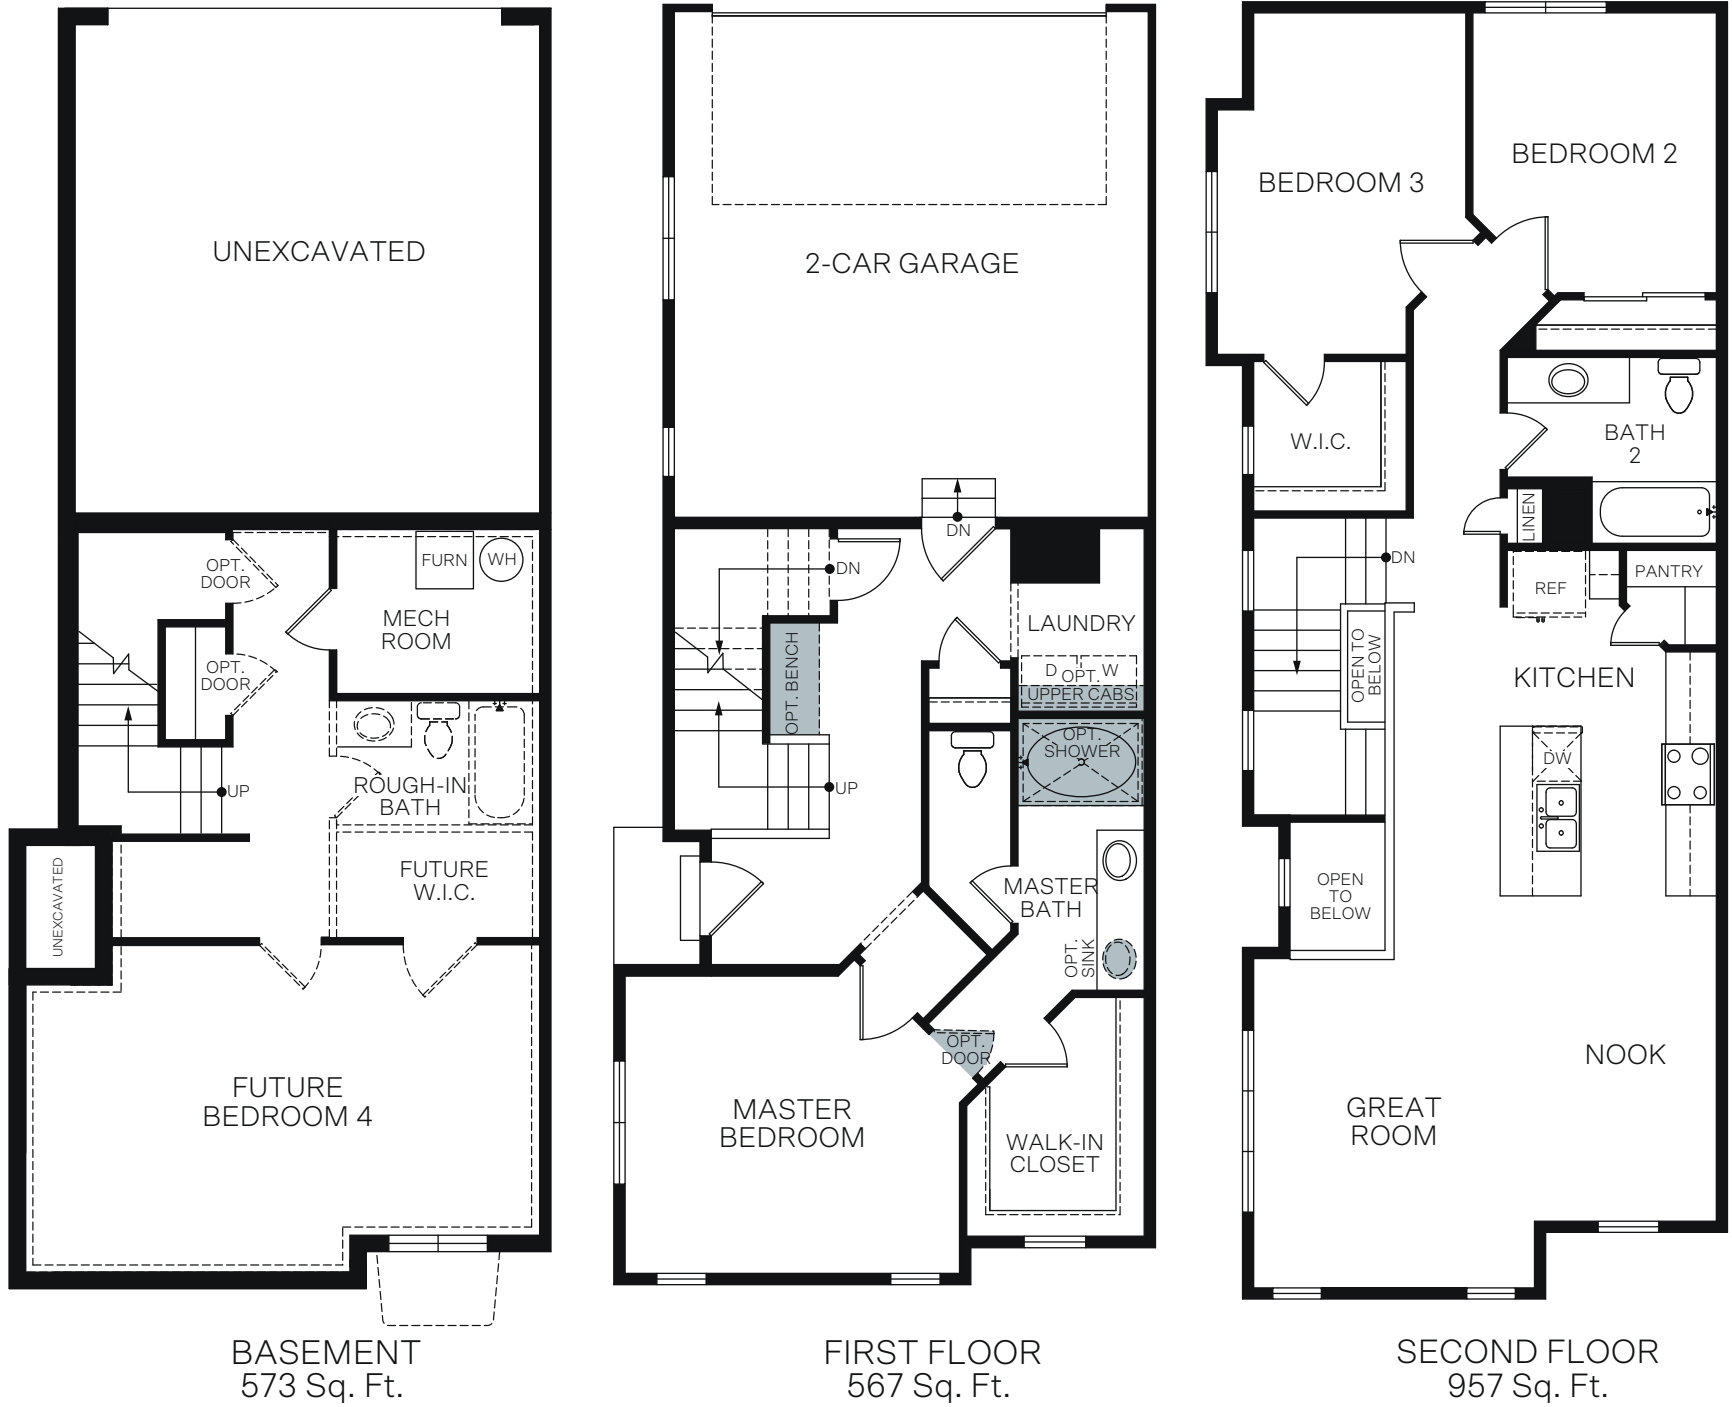 UNEXCAVATED
OPT.
DOOR
FURN
WH
MECH
ROOM
OPT.
DOOR
UP
ROUGH-IN
BATH
UNEXCAVATED
FUTURE
W.I.C.
FUTURE
BEDROOM 4
BASEMENT
573 Sq. Ft.
2-CAR GARAGE
DN
DN
LAUNDRY
OPT. BENCH
D OPT. W
UPPER CABS
OPT.
SHOWER
UP
MASTER
BATH
OPT.
SINK
OPT.
DOOR
MASTER
BEDROOM
WALK-IN
CLOSET
FIRST FLOOR
567 Sq. Ft.
BEDROOM 2
BEDROOM 3
W.I.C.
BATH
2
LINEN
DN
REF
PANTRY
OPEN TO
BELOW
KITCHEN
DW
OPEN
TO
BELOW
NOOK
GREAT
ROOM
SECOND FLOOR
957 Sq. Ft.